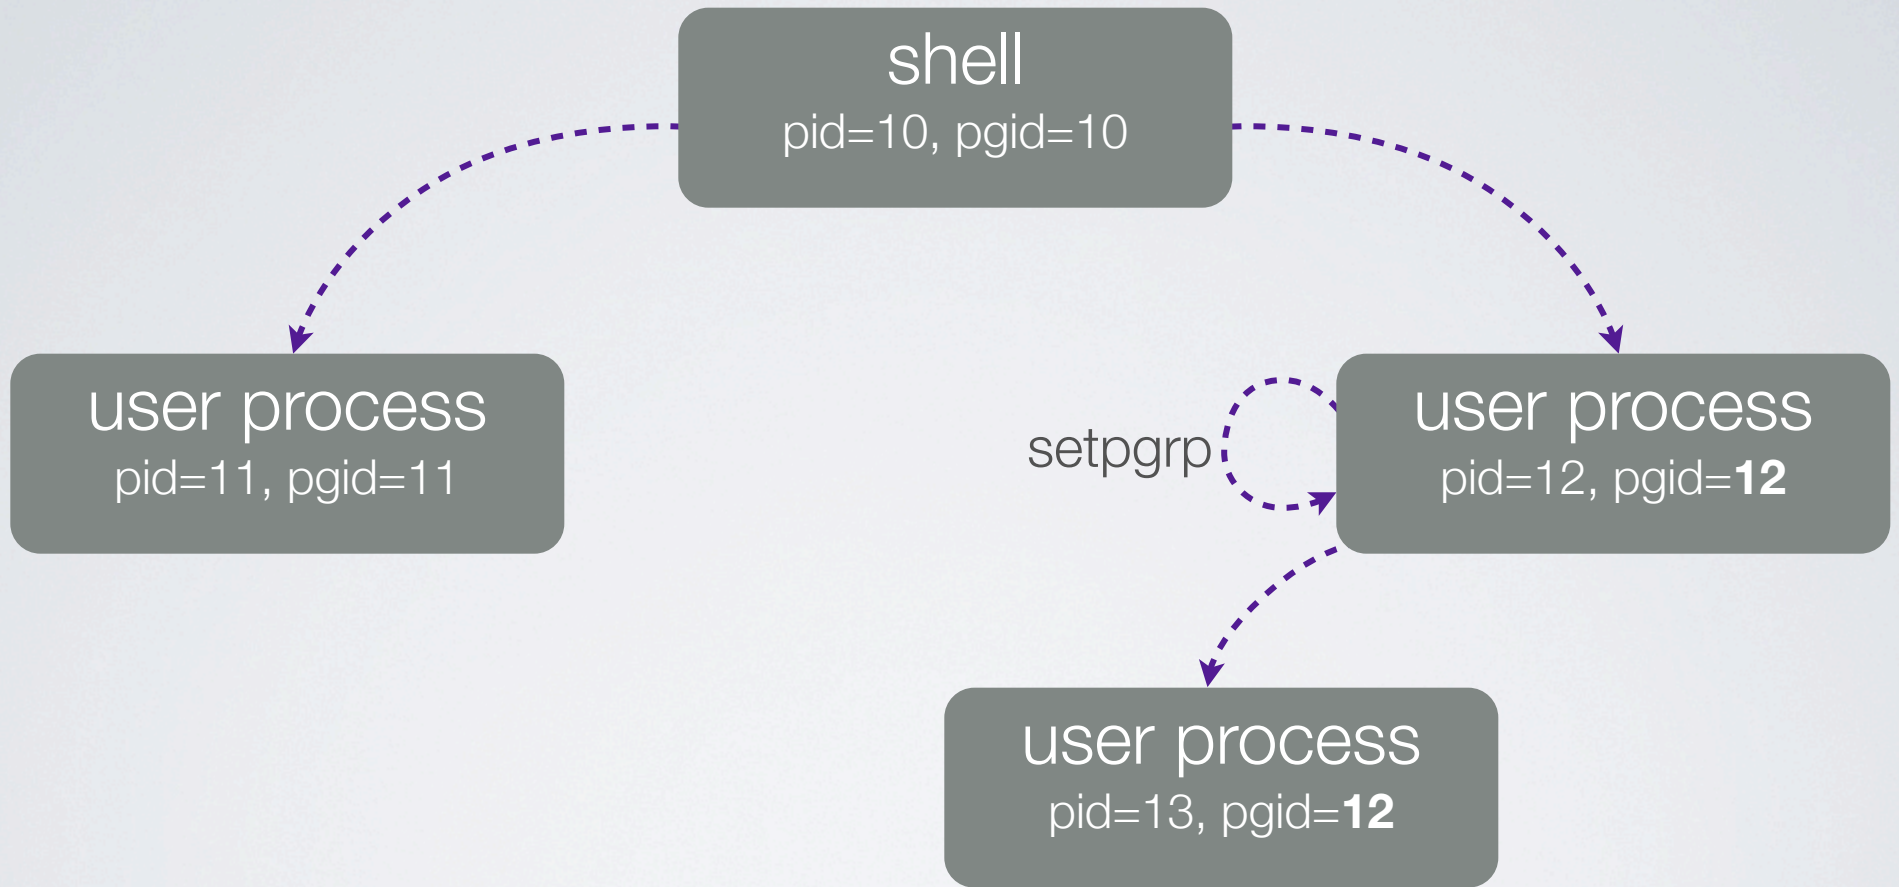 shell
pid=10, pgid=10
user process
pid=11, pgid=11
setpgrp
user process
pid=12, pgid=12
user process
pid=13, pgid=12